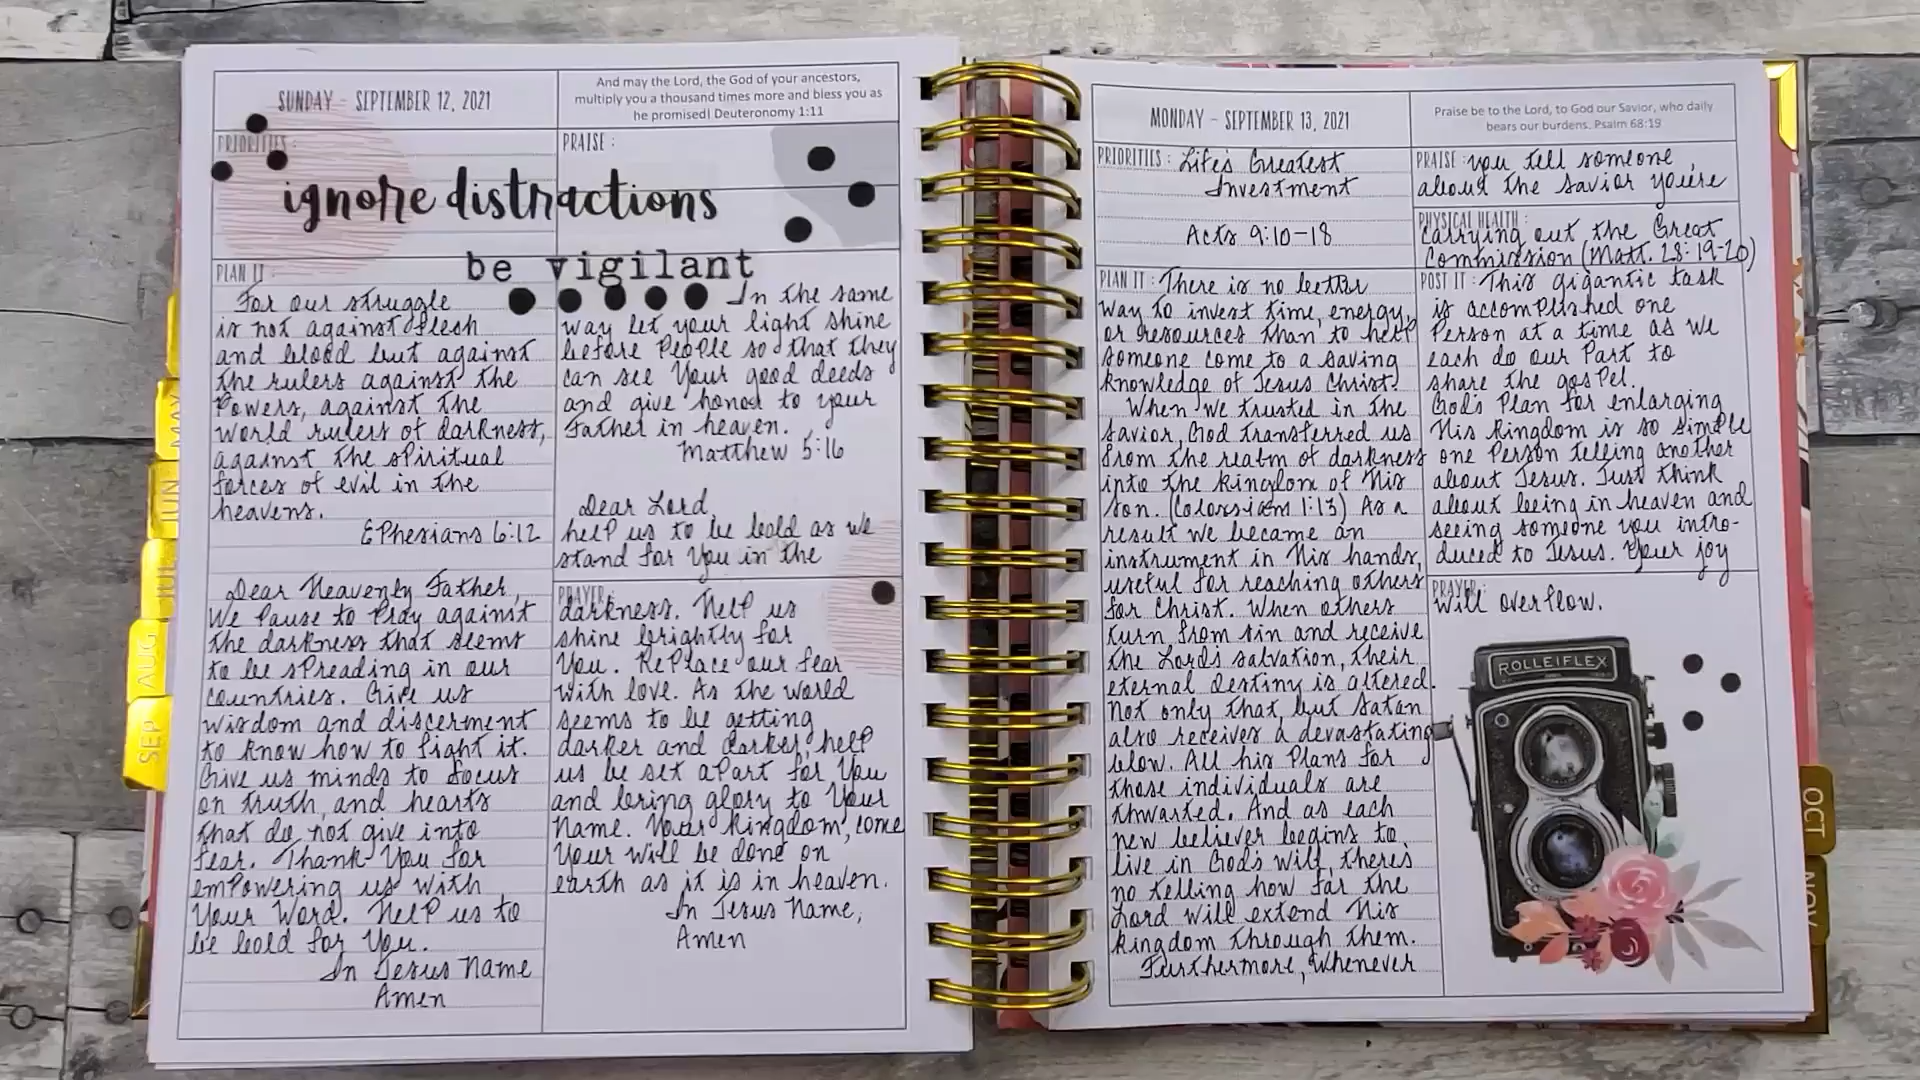 SUNDAY - SEPTEMBER 12, 2021
And may the Lord, the God of your ancestors,
multiply you a thousand times more and bless you as
he promised! Deuteronomy 1:11
PRIORITIES :
PRAISE :
ignore distractions
be vigilant
PLAN IT :
For our struggle
is not against flesh
and blood but against
the rulers against the
Powers, against the
world rulers of darkness,
against the spiritual
forces of evil in the
heavens.
Ephesians 6:12
Dear Heavenly Father,
We Pause to Pray against
the darkness that seems
to be spreading in our
countries. Give us
wisdom and discernment
to know how to fight it.
Give us minds to focus
on truth, and hearts
that do not give into
fear. Thank You for
empowering us with
Your Word. Help us to
be bold for You.
In Jesus Name
Amen
In the same
way let your light shine
before People so that they
can see Your good deeds
and give honor to your
Father in heaven.
Matthew 5:16
Dear Lord,
help us to be bold as we
stand for You in the
PRAYER :
darkness. Help us
shine brightly for
You. Replace our fear
with love. As the world
seems to be getting
darker and darker, help
us be set apart for You
and bring glory to Your
Name. Your kingdom, come
Your will be done on
earth as it is in heaven.
In Jesus Name,
Amen
MAY
JUN
JUL
AUG
SEP
MONDAY - SEPTEMBER 13, 2021
Praise be to the Lord, to God our Savior, who daily
bears our burdens. Psalm 68:19
PRIORITIES : Life's Greatest
Investment
Acts 9:10-18
PLAN IT : There is no better
way to invest time, energy,
or resources than to help
someone come to a saving
knowledge of Jesus Christ.
When we trusted in the
Savior, God transferred us
from the realm of darkness
into the kingdom of His
son. (Colossians 1:13) As a
result we became an
instrument in His hands,
useful for reaching others
for Christ. When others
turn from sin and receive
the Lord's salvation, their
eternal destiny is altered.
Not only that, but Satan
also receives a devastating
blow. All his Plans for
those individuals are
thwarted. And as each
new believer begins to
live in God's will, there's
no telling how far the
Lord will extend His
kingdom through them.
Furthermore, whenever
PRAISE : you tell someone
about the Savior you're
PHYSICAL HEALTH :
carrying out the Great
Commission (Matt. 28:19-20)
POST IT : This gigantic task
is accomplished one
Person at a time as we
each do our Part to
share the gospel.
God's Plan for enlarging
His kingdom is so simple
one Person telling another
about Jesus. Just think
about being in heaven and
seeing someone you intro-
duced to Jesus. Your joy
PRAYER :
will overflow.
ROLLEIFLEX
OCT
NOV